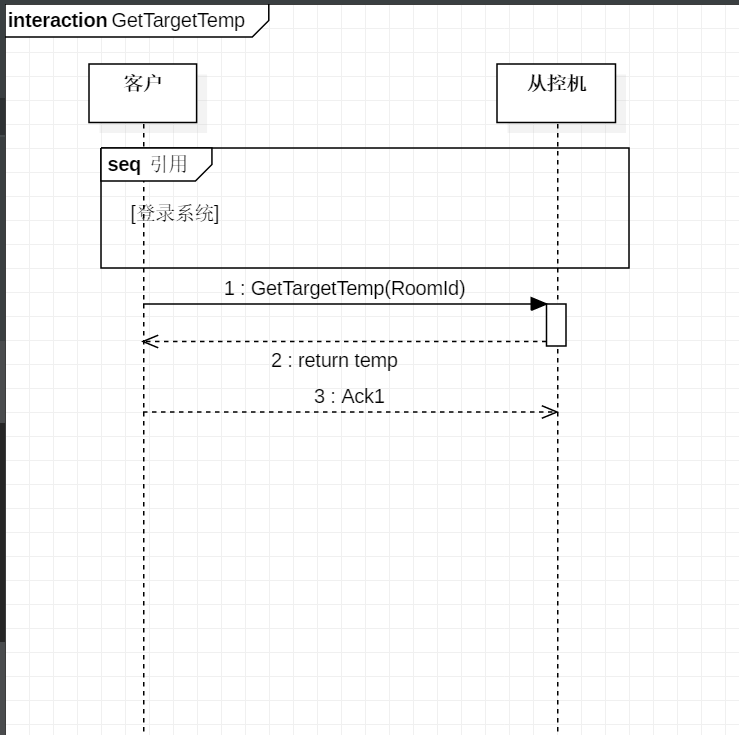 interaction GetTargetTemp
客户
从控机
seq 引用
[登录系统]
1 : GetTargetTemp(RoomId)
2 : return temp
3 : Ack1